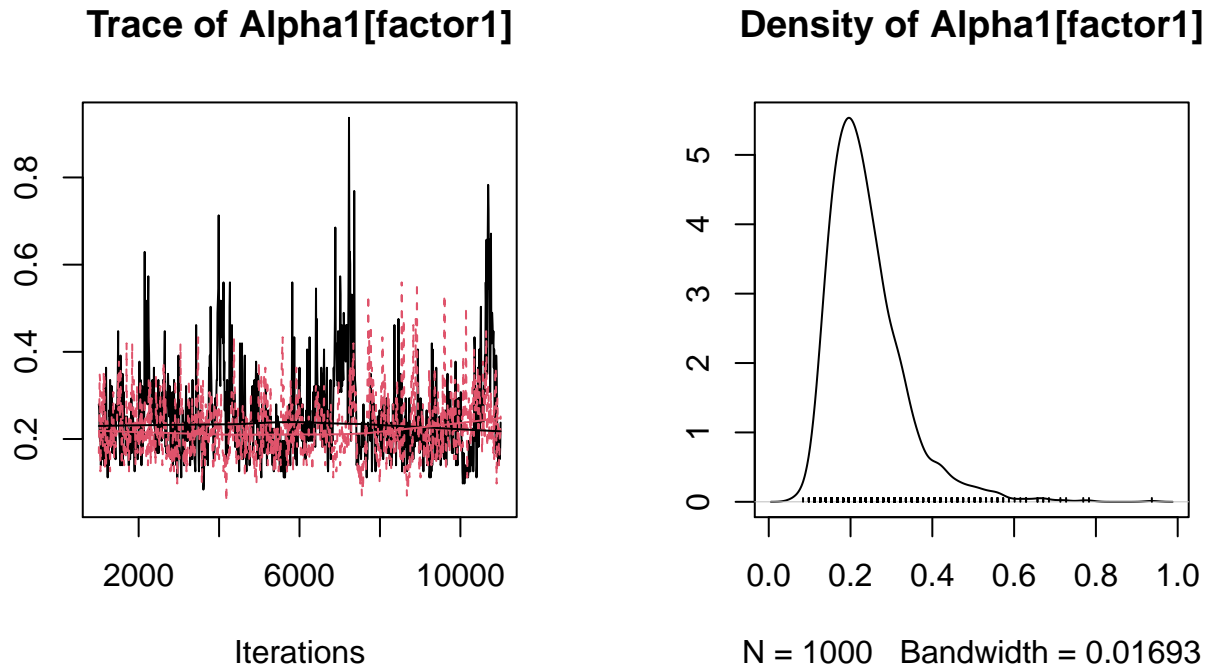 Trace of Alpha1[factor1]
0.2 0.4 0.6 0.8
2000 6000 10000
Iterations
Density of Alpha1[factor1]
0 1 2 3 4 5
0.0 0.2 0.4 0.6 0.8 1.0
N = 1000 Bandwidth = 0.01693